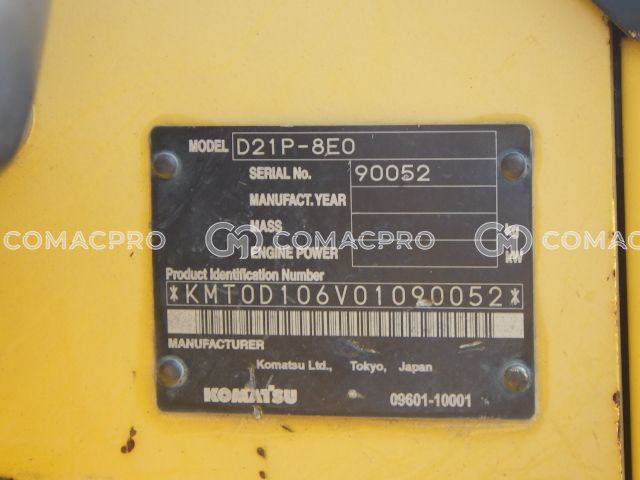 MODEL D21P-8E0
SERIAL No. 90052
MANUFACT. YEAR
MASS kg
COMACPRO COMACPRO COMACPRO
ENGINE POWER kW
Product Identification Number
*KMT0D106V01090052*
MANUFACTURER
Komatsu Ltd., Tokyo, Japan
KOMATSU 09601-10001